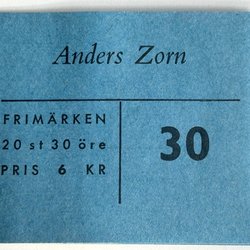 Anders Zorn
FRIMÄRKEN
20 st 30 öre
PRIS 6 KR
30